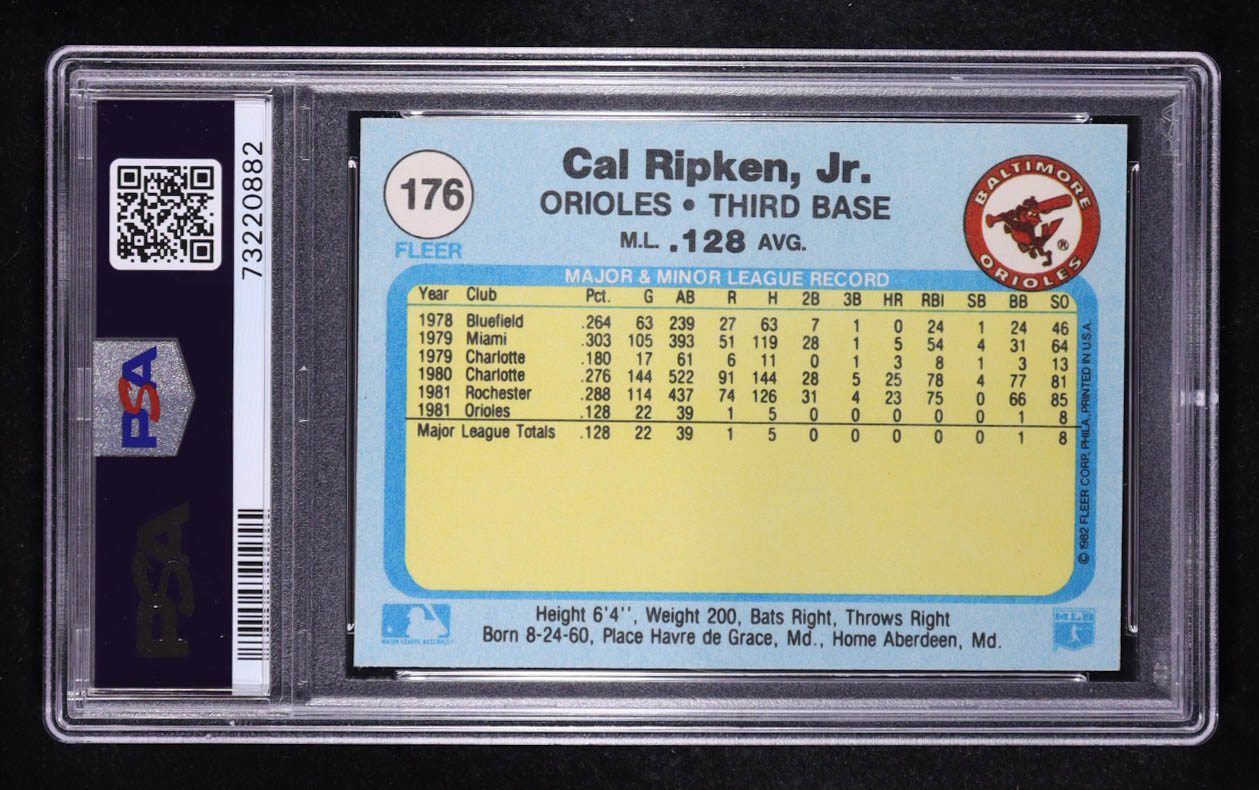 73220882
PSA
PSA
176
FLEER
Cal Ripken, Jr.
ORIOLES • THIRD BASE
M.L. .128 AVG.
BALTIMORE
ORIOLES
®
MAJOR & MINOR LEAGUE RECORD
Year Club Pct. G AB R H 2B 3B HR RBI SB BB SO
1978 Bluefield .264 63 239 27 63 7 1 0 24 1 24 46
1979 Miami .303 105 393 51 119 28 1 5 54 4 31 64
1979 Charlotte .180 17 61 6 11 0 1 3 8 1 3 13
1980 Charlotte .276 144 522 91 144 28 5 25 78 4 77 81
1981 Rochester .288 114 437 74 126 31 4 23 75 0 66 85
1981 Orioles .128 22 39 1 5 0 0 0 0 0 1 8
Major League Totals .128 22 39 1 5 0 0 0 0 0 1 8
© 1982 FLEER CORP., PHILA., PRINTED IN U.S.A.
Height 6'4'', Weight 200, Bats Right, Throws Right
Born 8-24-60, Place Havre de Grace, Md., Home Aberdeen, Md.
MAJOR LEAGUE BASEBALL
MLB
PSA